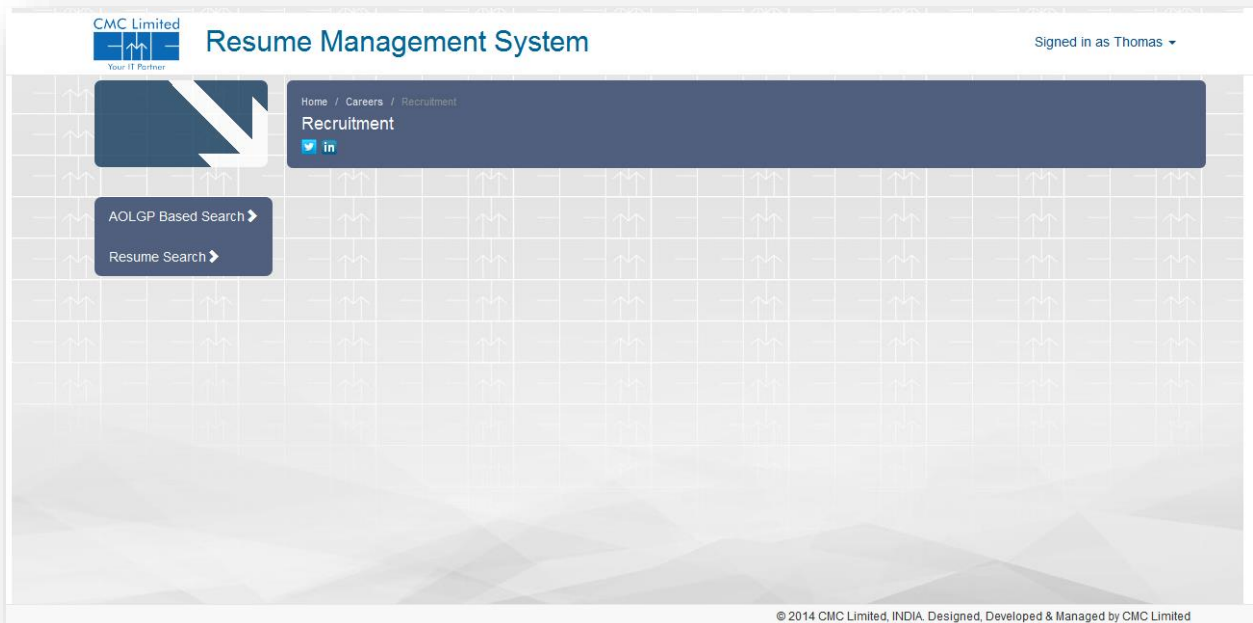 CMC Limited
Your IT Partner
Resume Management System
Signed in as Thomas
Home / Careers / Recruitment
Recruitment
in
AOLGP Based Search
Resume Search
© 2014 CMC Limited, INDIA. Designed, Developed & Managed by CMC Limited